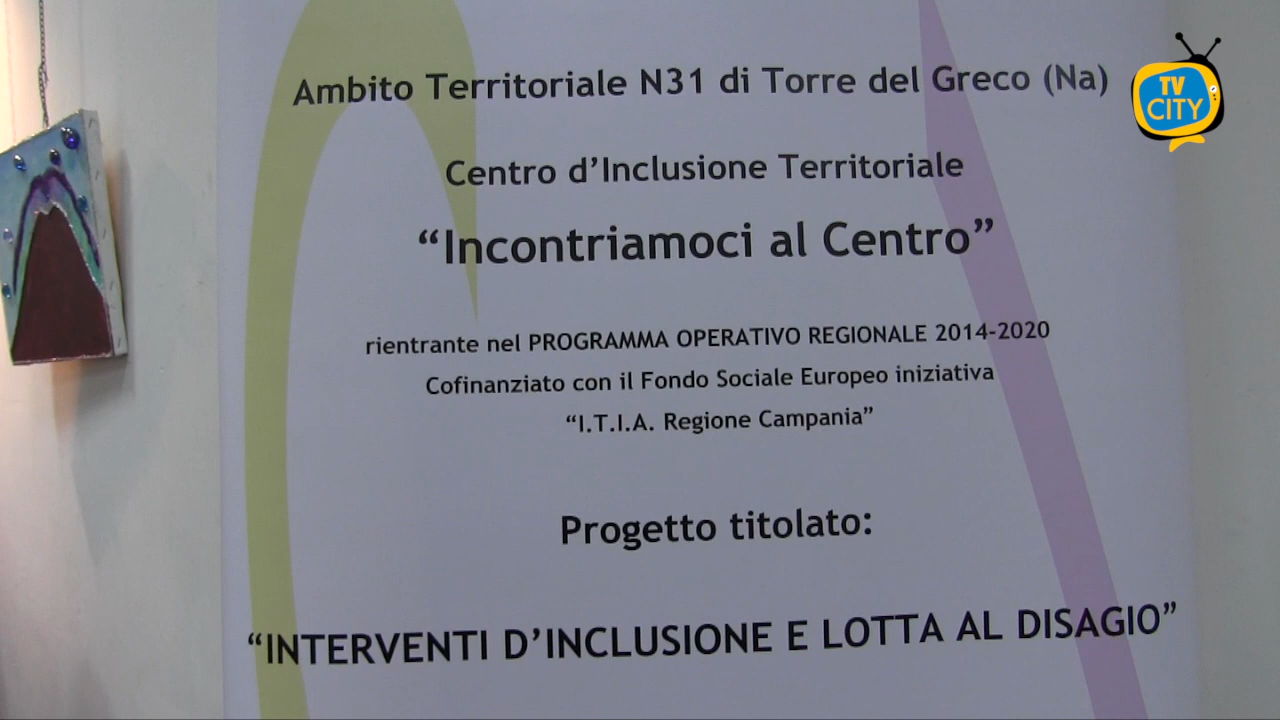 Ambito Territoriale N31 di Torre del Greco (Na)
TV
CITY
Centro d'Inclusione Territoriale
“Incontriamoci al Centro”
rientrante nel PROGRAMMA OPERATIVO REGIONALE 2014-2020
Cofinanziato con il Fondo Sociale Europeo iniziativa
“I.T.I.A. Regione Campania”
Progetto titolato:
“INTERVENTI D'INCLUSIONE E LOTTA AL DISAGIO”